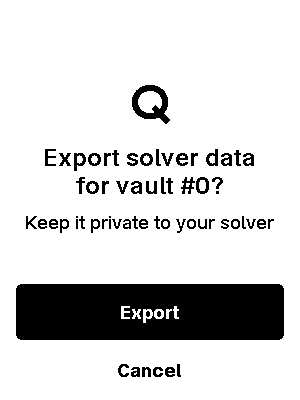 Q
Export solver data
for vault #0?
Keep it private to your solver
Export
Cancel